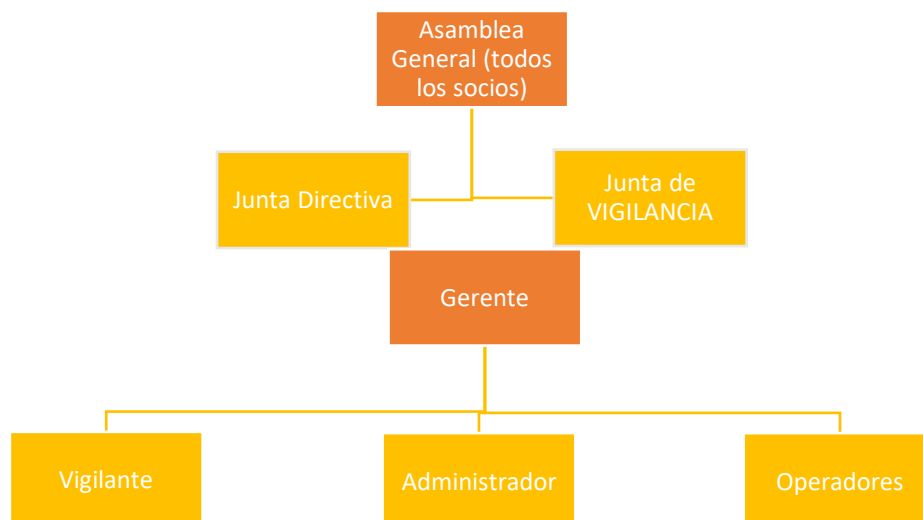 Asamblea
General (todos
los socios)
Junta Directiva
Junta de
VIGILANCIA
Gerente
Vigilante
Administrador
Operadores